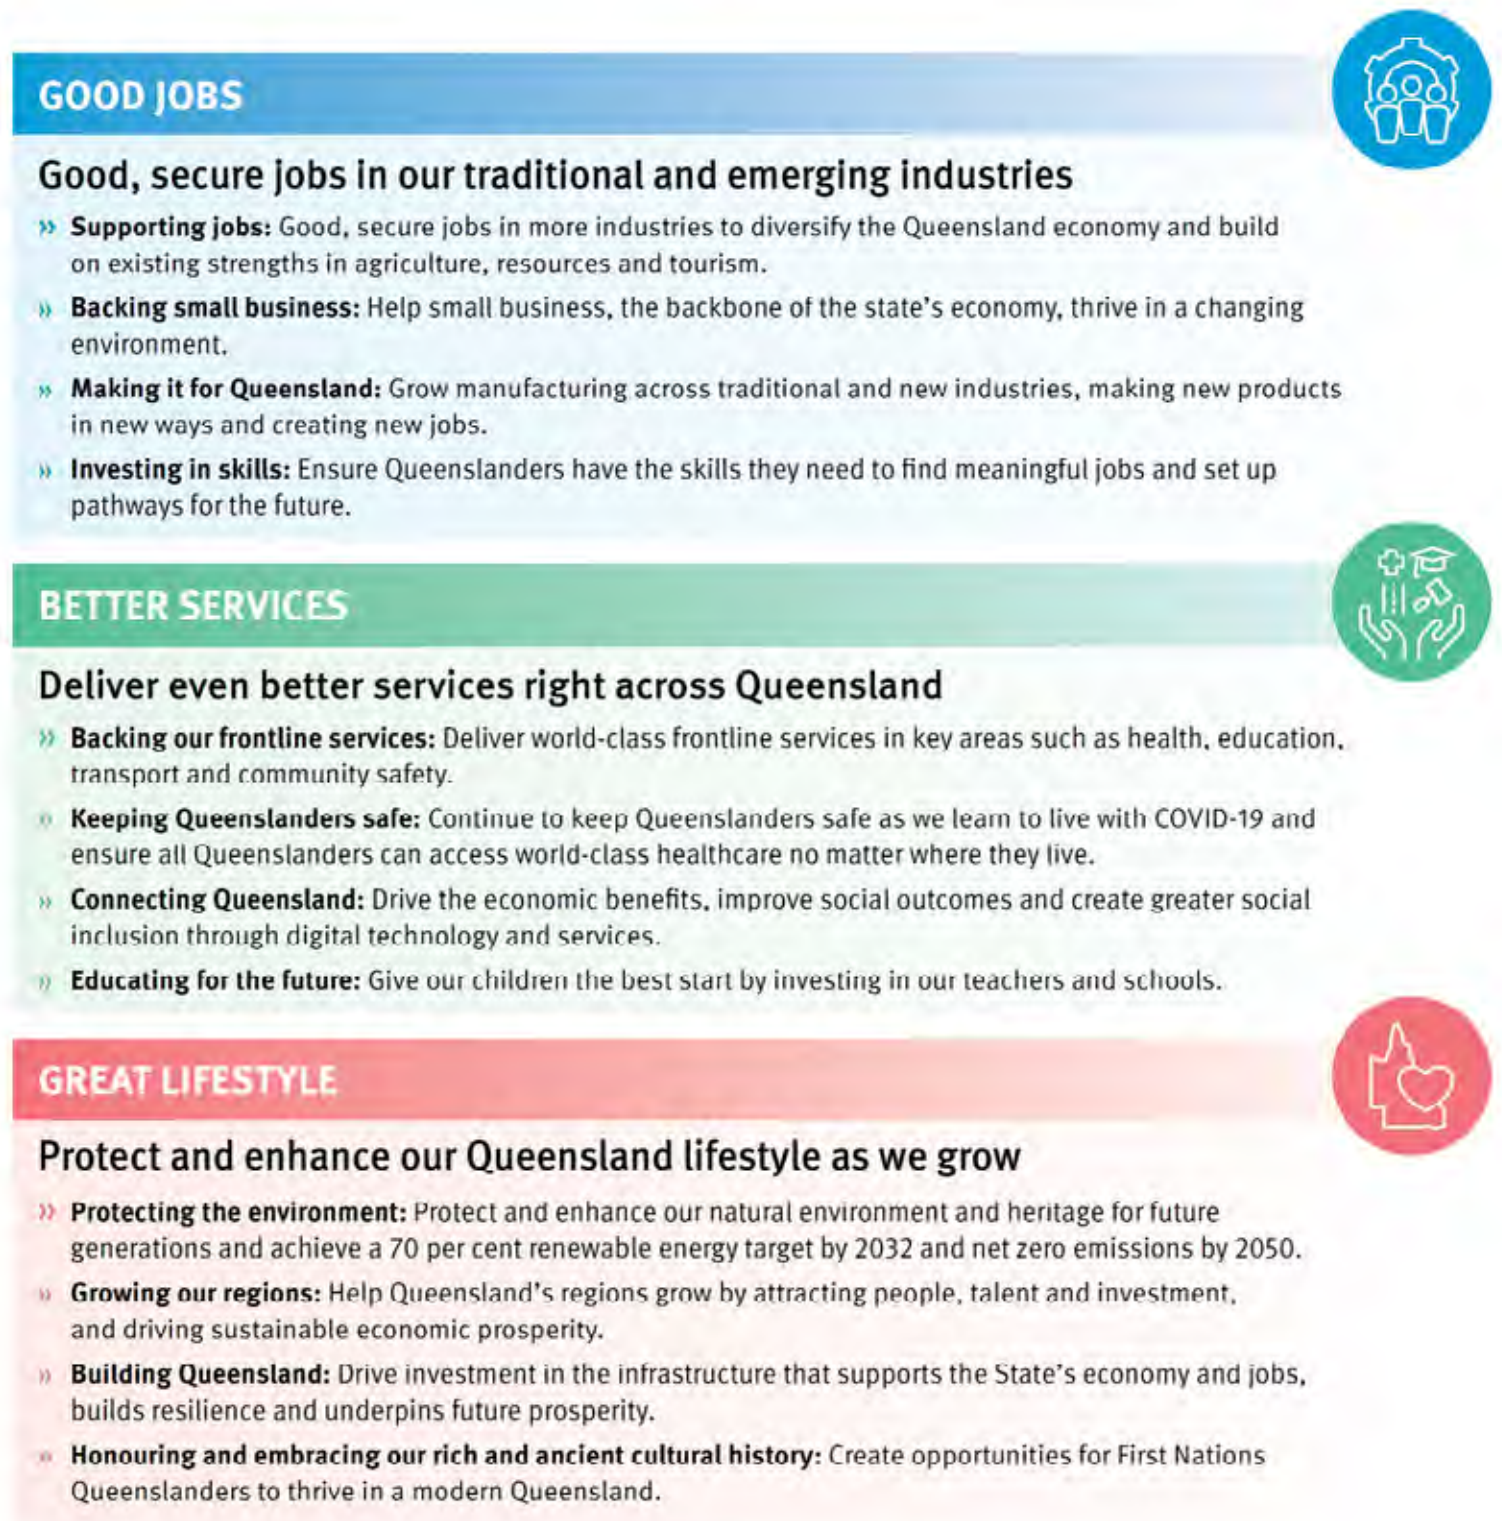 GOOD JOBS
Good, secure jobs in our traditional and emerging industries
» Supporting jobs: Good, secure jobs in more industries to diversify the Queensland economy and build
on existing strengths in agriculture, resources and tourism.
» Backing small business: Help small business, the backbone of the state's economy, thrive in a changing
environment.
» Making it for Queensland: Grow manufacturing across traditional and new industries, making new products
in new ways and creating new jobs.
» Investing in skills: Ensure Queenslanders have the skills they need to find meaningful jobs and set up
pathways for the future.
BETTER SERVICES
Deliver even better services right across Queensland
» Backing our frontline services: Deliver world-class frontline services in key areas such as health, education,
transport and community safety.
» Keeping Queenslanders safe: Continue to keep Queenslanders safe as we learn to live with COVID-19 and
ensure all Queenslanders can access world-class healthcare no matter where they live.
» Connecting Queensland: Drive the economic benefits, improve social outcomes and create greater social
inclusion through digital technology and services.
» Educating for the future: Give our children the best start by investing in our teachers and schools.
GREAT LIFESTYLE
Protect and enhance our Queensland lifestyle as we grow
» Protecting the environment: Protect and enhance our natural environment and heritage for future
generations and achieve a 70 per cent renewable energy target by 2032 and net zero emissions by 2050.
» Growing our regions: Help Queensland's regions grow by attracting people, talent and investment,
and driving sustainable economic prosperity.
» Building Queensland: Drive investment in the infrastructure that supports the State's economy and jobs,
builds resilience and underpins future prosperity.
» Honouring and embracing our rich and ancient cultural history: Create opportunities for First Nations
Queenslanders to thrive in a modern Queensland.